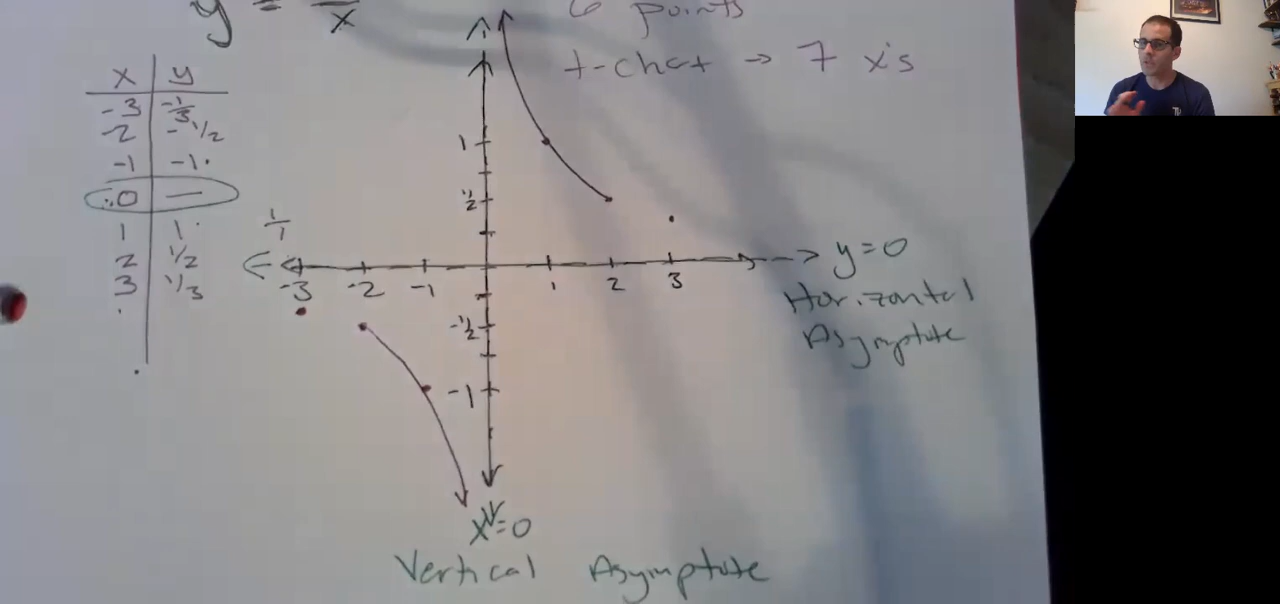 y = 1/x
6 points
t-chat → 7 x's
x y
-3 -1/3
-2 -1/2
-1 -1
0 —
1 1
2 1/2
3 1/3
1/1
1
1/2
-3 -2 -1 1 2 3
-1/2
-1
y=0
Horizontal
Asymptote
x=0
Vertical Asymptote